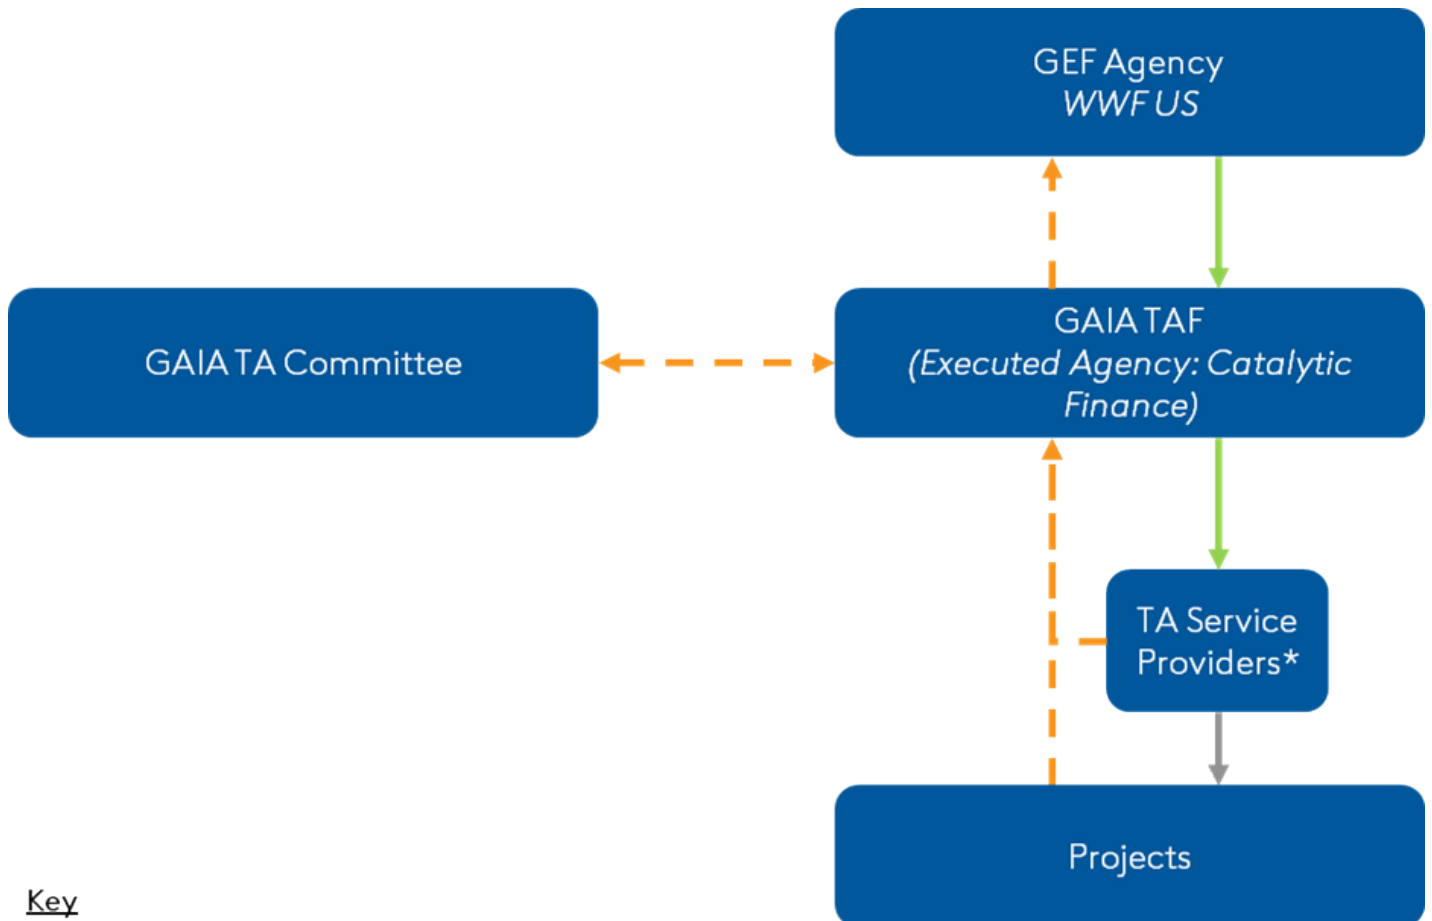 GEF Agency
WWF US
GAIA TA Committee
GAIA TAF
(Executed Agency: Catalytic
Finance)
TA Service
Providers*
Projects
Key